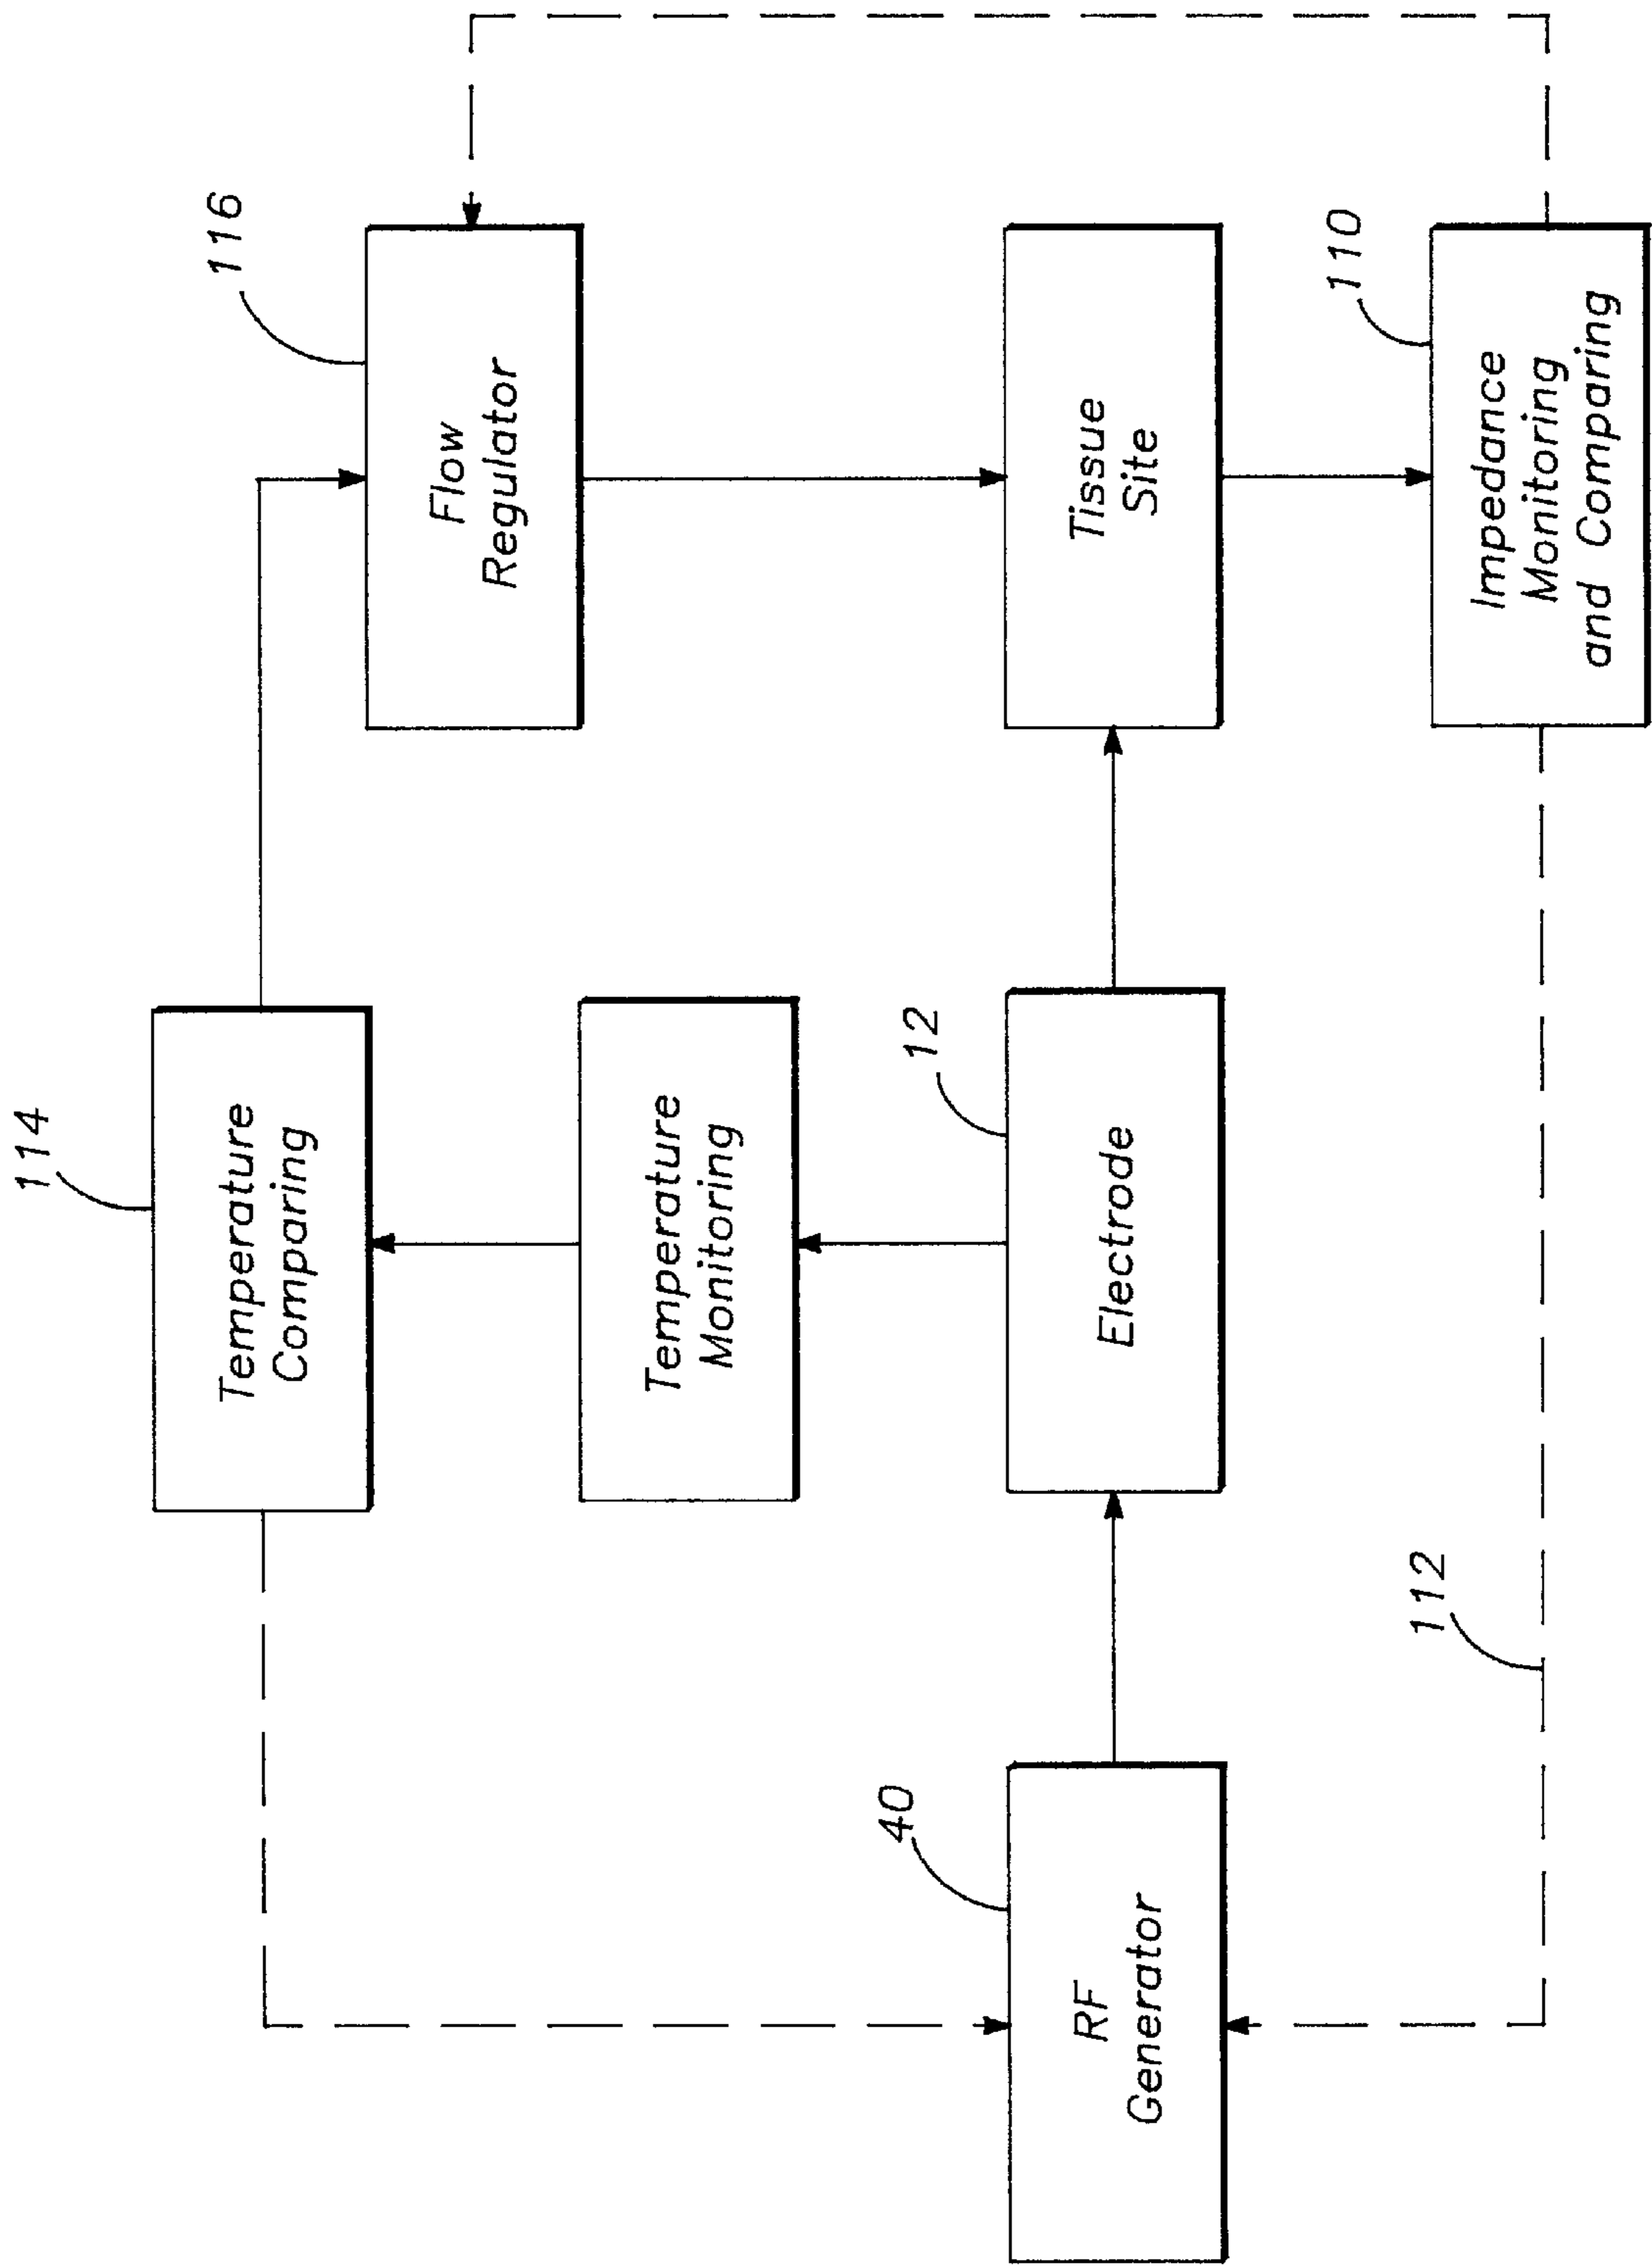 114
Temperature
Comparing
116
Flow
Regulator
Temperature
Monitoring
40
RF
Generator
12
Electrode
Tissue
Site
112
110
Impedance
Monitoring
and Comparing